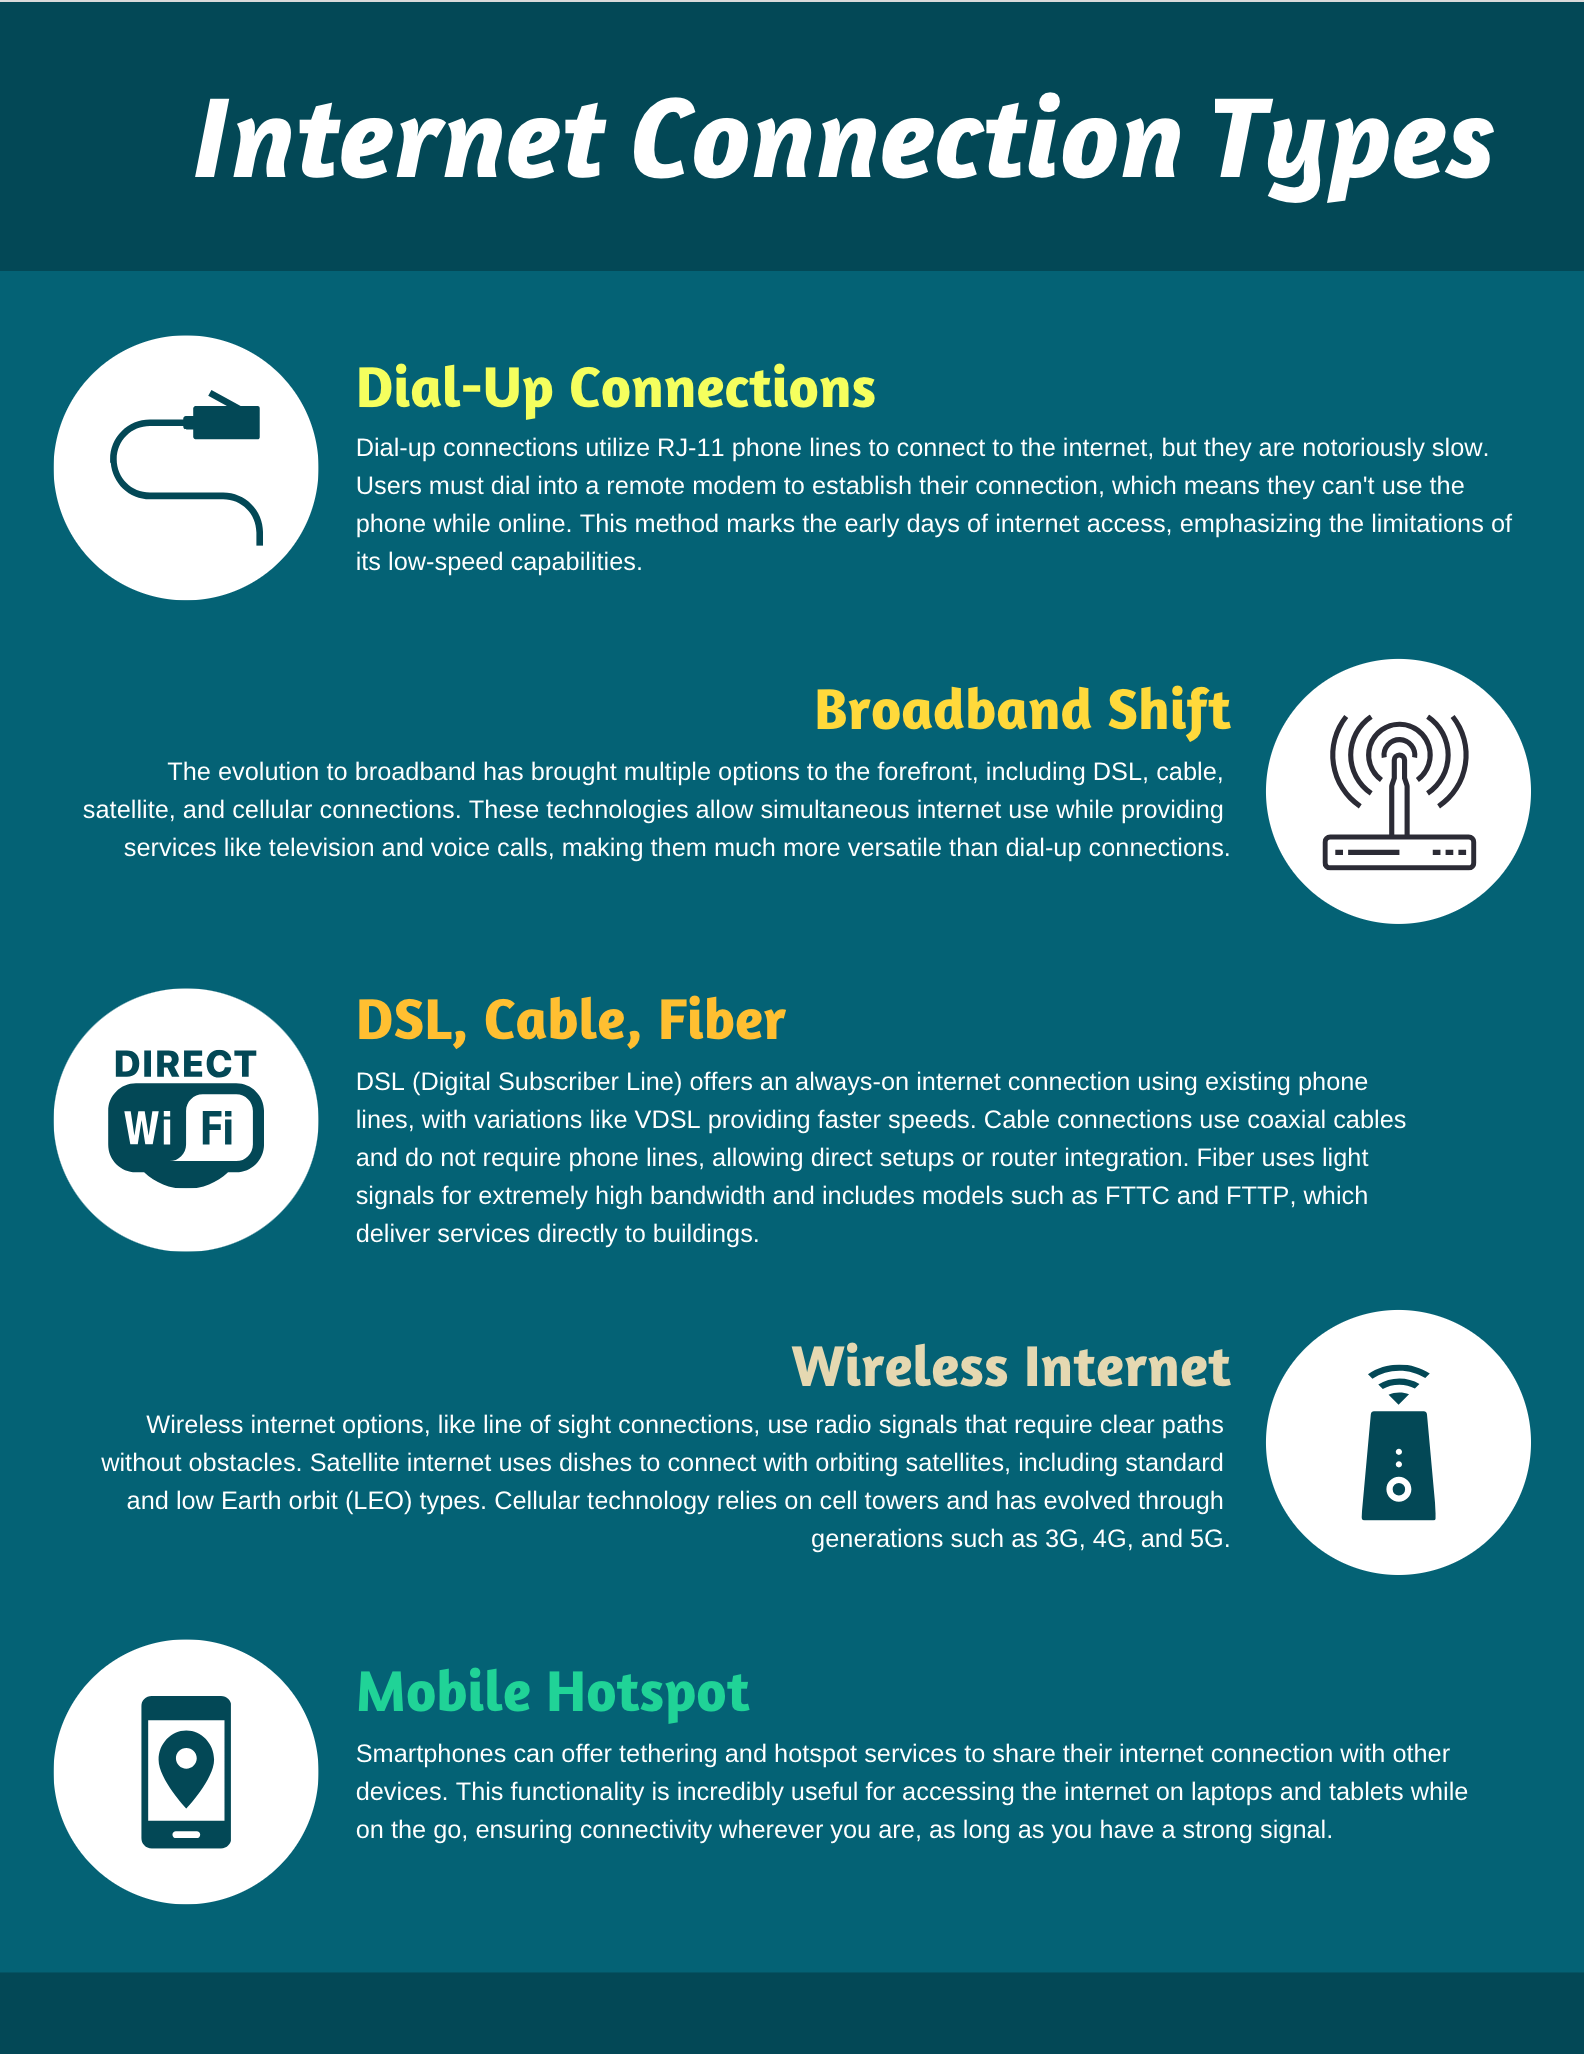 Internet Connection Types
Dial-Up Connections
Dial-up connections utilize RJ-11 phone lines to connect to the internet, but they are notoriously slow.
Users must dial into a remote modem to establish their connection, which means they can't use the
phone while online. This method marks the early days of internet access, emphasizing the limitations of
its low-speed capabilities.
Broadband Shift
The evolution to broadband has brought multiple options to the forefront, including DSL, cable,
satellite, and cellular connections. These technologies allow simultaneous internet use while providing
services like television and voice calls, making them much more versatile than dial-up connections.
DIRECT
Wi Fi
DSL, Cable, Fiber
DSL (Digital Subscriber Line) offers an always-on internet connection using existing phone
lines, with variations like VDSL providing faster speeds. Cable connections use coaxial cables
and do not require phone lines, allowing direct setups or router integration. Fiber uses light
signals for extremely high bandwidth and includes models such as FTTC and FTTP, which
deliver services directly to buildings.
Wireless Internet
Wireless internet options, like line of sight connections, use radio signals that require clear paths
without obstacles. Satellite internet uses dishes to connect with orbiting satellites, including standard
and low Earth orbit (LEO) types. Cellular technology relies on cell towers and has evolved through
generations such as 3G, 4G, and 5G.
Mobile Hotspot
Smartphones can offer tethering and hotspot services to share their internet connection with other
devices. This functionality is incredibly useful for accessing the internet on laptops and tablets while
on the go, ensuring connectivity wherever you are, as long as you have a strong signal.